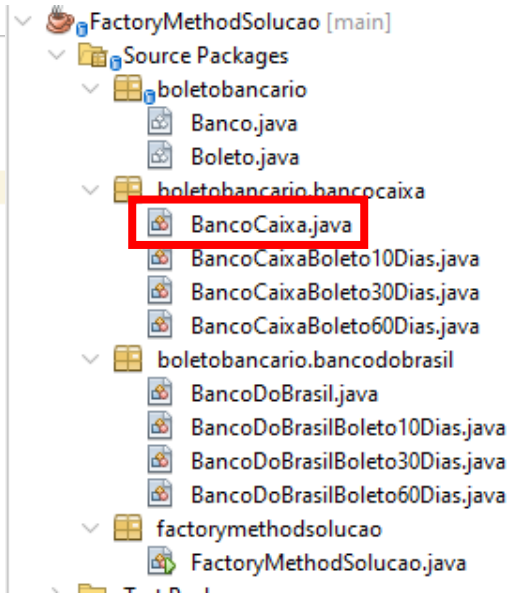 FactoryMethodSolucao [main]
Source Packages
boletobancario
Banco.java
Boleto.java
boletobancario.bancocaixa
BancoCaixa.java
BancoCaixaBoleto10Dias.java
BancoCaixaBoleto30Dias.java
BancoCaixaBoleto60Dias.java
boletobancario.bancodobrasil
BancoDoBrasil.java
BancoDoBrasilBoleto10Dias.java
BancoDoBrasilBoleto30Dias.java
BancoDoBrasilBoleto60Dias.java
factorymethodsolucao
FactoryMethodSolucao.java